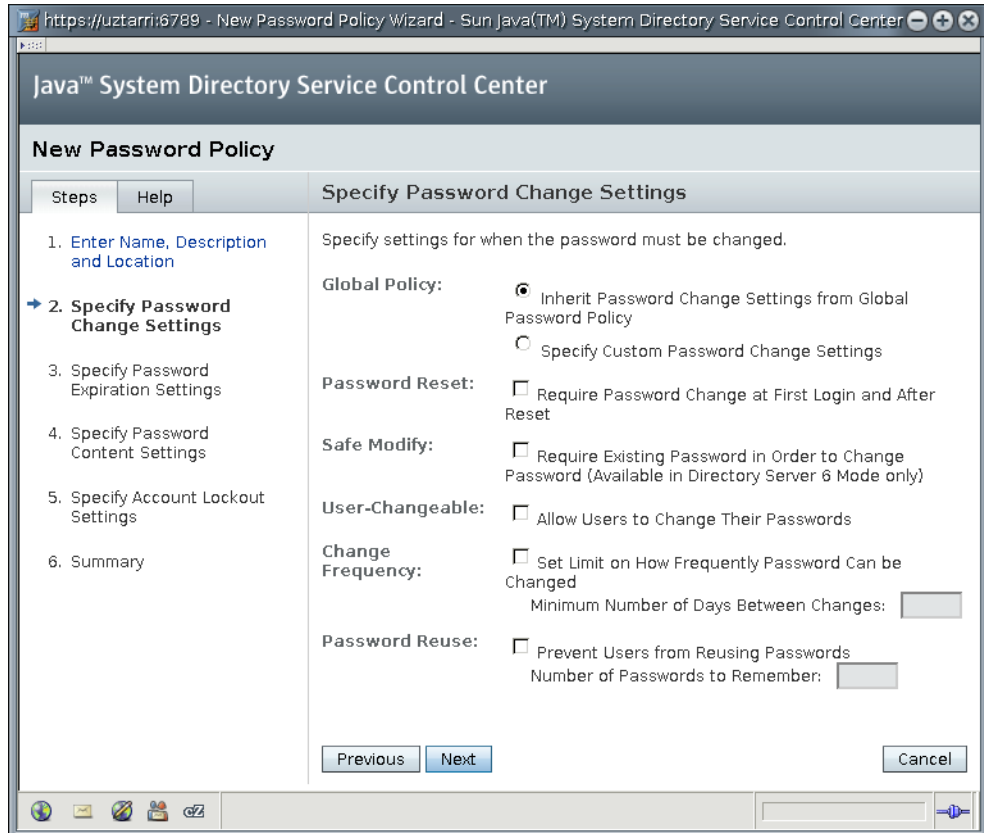 https://uztarri:6789 - New Password Policy Wizard - Sun Java(TM) System Directory Service Control Center
Java™ System Directory Service Control Center
New Password Policy
Steps
Help
1. Enter Name, Description
and Location
2. Specify Password
Change Settings
3. Specify Password
Expiration Settings
4. Specify Password
Content Settings
5. Specify Account Lockout
Settings
6. Summary
Specify Password Change Settings
Specify settings for when the password must be changed.
Global Policy:
Inherit Password Change Settings from Global
Password Policy
Specify Custom Password Change Settings
Password Reset:
Require Password Change at First Login and After
Reset
Safe Modify:
Require Existing Password in Order to Change
Password (Available in Directory Server 6 Mode only)
User-Changeable:
Allow Users to Change Their Passwords
Change
Frequency:
Set Limit on How Frequently Password Can be
Changed
Minimum Number of Days Between Changes:
Password Reuse:
Prevent Users from Reusing Passwords
Number of Passwords to Remember:
Previous
Next
Cancel